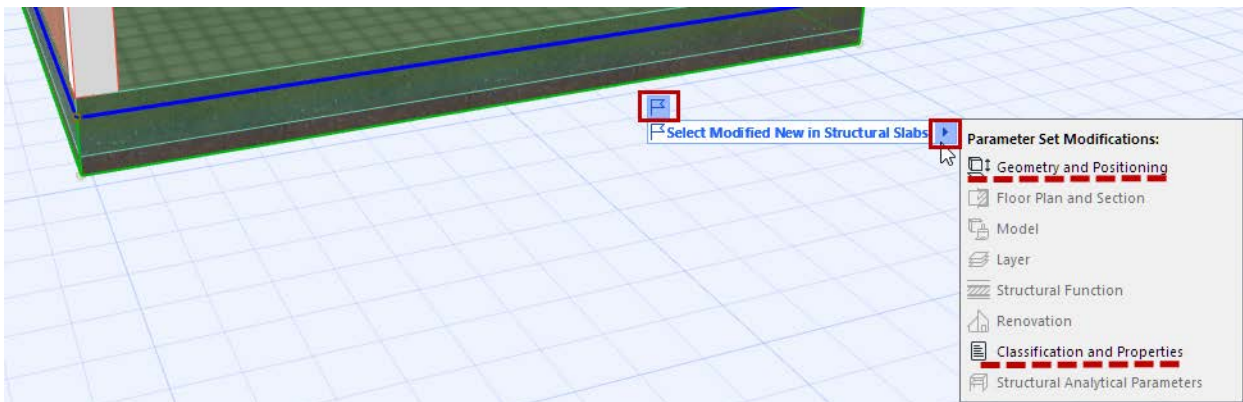 Select Modified New in Structural Slabs
Parameter Set Modifications:
Geometry and Positioning
Floor Plan and Section
Model
Layer
Structural Function
Renovation
Classification and Properties
Structural Analytical Parameters